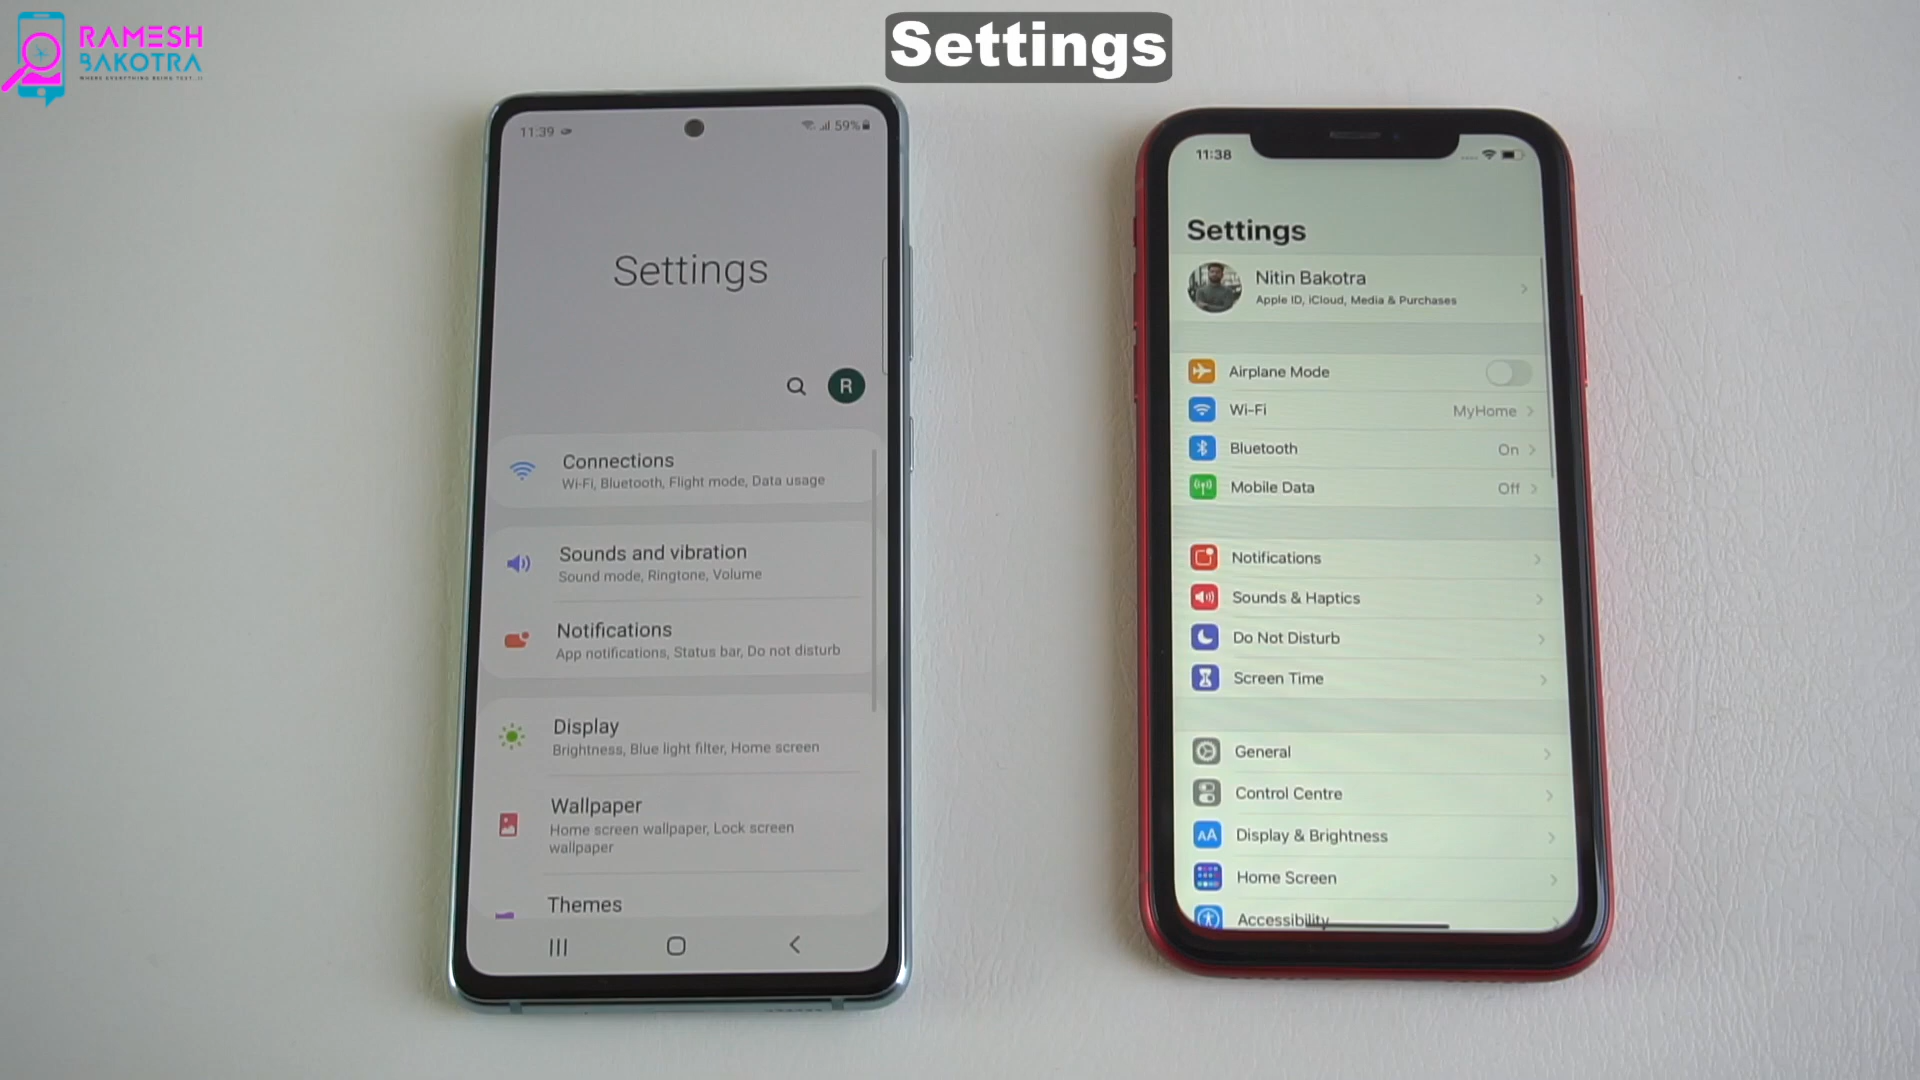 RAMESH
BAKOTRA
WHERE EVERYTHING BEING TEST..!!
Settings
11:39
59%
Settings
R
Connections
Wi-Fi, Bluetooth, Flight mode, Data usage
Sounds and vibration
Sound mode, Ringtone, Volume
Notifications
App notifications, Status bar, Do not disturb
Display
Brightness, Blue light filter, Home screen
Wallpaper
Home screen wallpaper, Lock screen
wallpaper
Themes
11:38
Settings
Nitin Bakotra
Apple ID, iCloud, Media & Purchases
Airplane Mode
Wi-Fi MyHome
Bluetooth On
Mobile Data Off
Notifications
Sounds & Haptics
Do Not Disturb
Screen Time
General
Control Centre
AA Display & Brightness
Home Screen
Accessibility